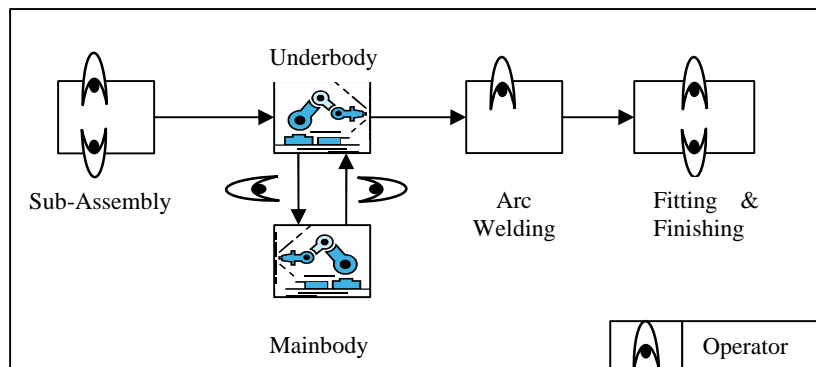 Underbody
Sub-Assembly
Arc
Welding
Fitting &
Finishing
Mainbody
Operator